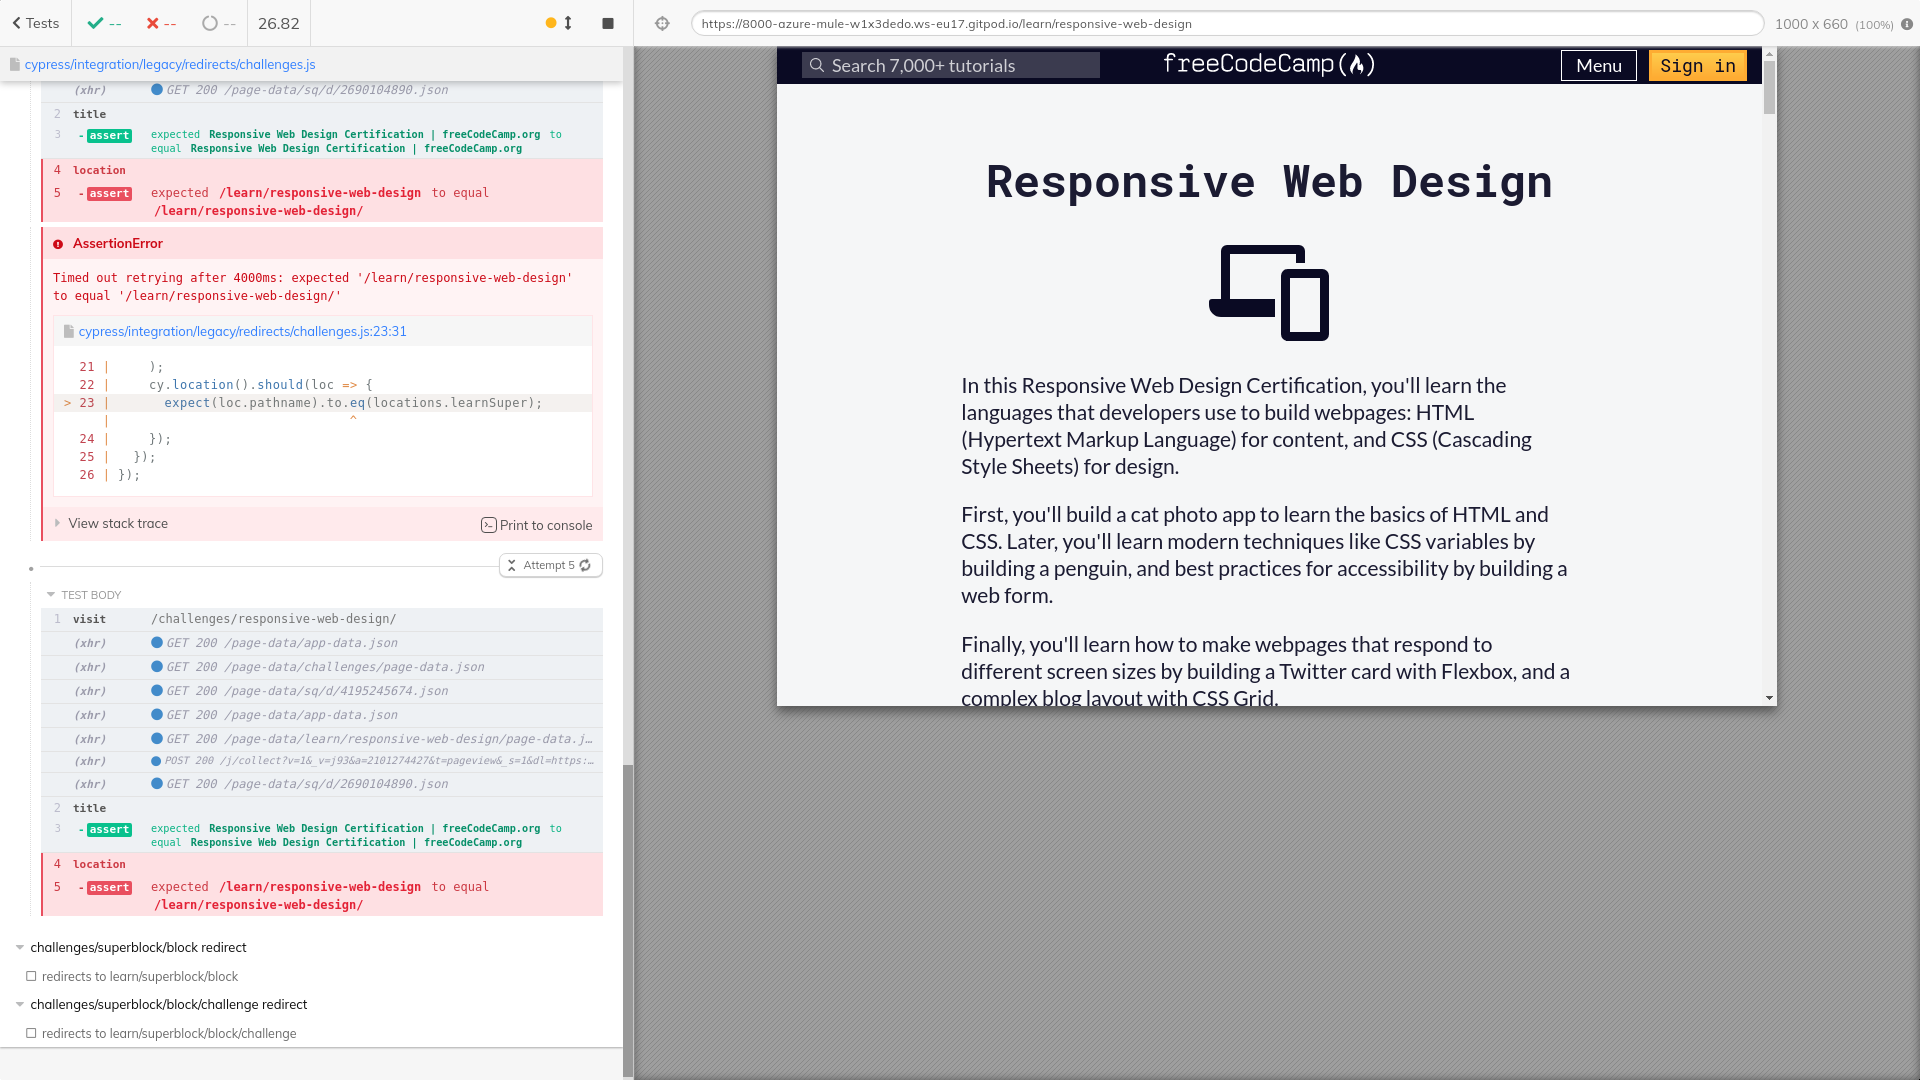 Tests
--
--
--
26.82
cypress/integration/legacy/redirects/challenges.js
(xhr) GET 200 /page-data/sq/d/2690104890.json
2 title
3 -assert expected Responsive Web Design Certification | freeCodeCamp.org to
equal Responsive Web Design Certification | freeCodeCamp.org
4 location
5 -assert expected /learn/responsive-web-design to equal
/learn/responsive-web-design/
AssertionError
Timed out retrying after 4000ms: expected '/learn/responsive-web-design'
to equal '/learn/responsive-web-design/'
cypress/integration/legacy/redirects/challenges.js:23:31
21 | );
22 | cy.location().should(loc => {
> 23 | expect(loc.pathname).to.eq(locations.learnSuper);
| ^
24 | });
25 | });
26 | });
View stack trace
Print to console
Attempt 5
TEST BODY
1 visit /challenges/responsive-web-design/
(xhr) GET 200 /page-data/app-data.json
(xhr) GET 200 /page-data/challenges/page-data.json
(xhr) GET 200 /page-data/sq/d/4195245674.json
(xhr) GET 200 /page-data/app-data.json
(xhr) GET 200 /page-data/learn/responsive-web-design/page-data.j…
(xhr) POST 200 /j/collect?v=1&_v=j93&a=2101274427&t=pageview&_s=1&dl=https:…
(xhr) GET 200 /page-data/sq/d/2690104890.json
2 title
3 -assert expected Responsive Web Design Certification | freeCodeCamp.org to
equal Responsive Web Design Certification | freeCodeCamp.org
4 location
5 -assert expected /learn/responsive-web-design to equal
/learn/responsive-web-design/
challenges/superblock/block redirect
redirects to learn/superblock/block
challenges/superblock/block/challenge redirect
redirects to learn/superblock/block/challenge
https://8000-azure-mule-w1x3dedo.ws-eu17.gitpod.io/learn/responsive-web-design
1000 x 660 (100%)
Search 7,000+ tutorials
freeCodeCamp
Menu
Sign in
Responsive Web Design
In this Responsive Web Design Certification, you'll learn the
languages that developers use to build webpages: HTML
(Hypertext Markup Language) for content, and CSS (Cascading
Style Sheets) for design.
First, you'll build a cat photo app to learn the basics of HTML and
CSS. Later, you'll learn modern techniques like CSS variables by
building a penguin, and best practices for accessibility by building a
web form.
Finally, you'll learn how to make webpages that respond to
different screen sizes by building a Twitter card with Flexbox, and a
complex blog layout with CSS Grid.